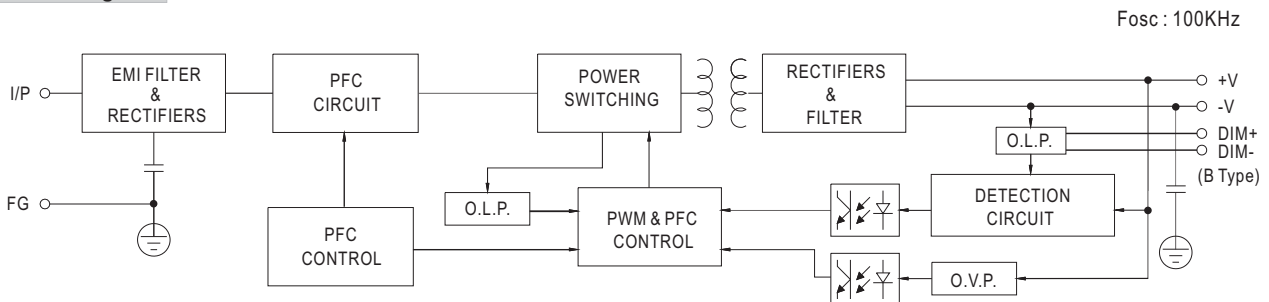 Fosc : 100KHz
I/P
EMI FILTER
&
RECTIFIERS
PFC
CIRCUIT
POWER
SWITCHING
RECTIFIERS
&
FILTER
+V
-V
O.L.P.
DIM+
DIM-
(B Type)
FG
O.L.P.
PFC
CONTROL
PWM & PFC
CONTROL
DETECTION
CIRCUIT
O.V.P.